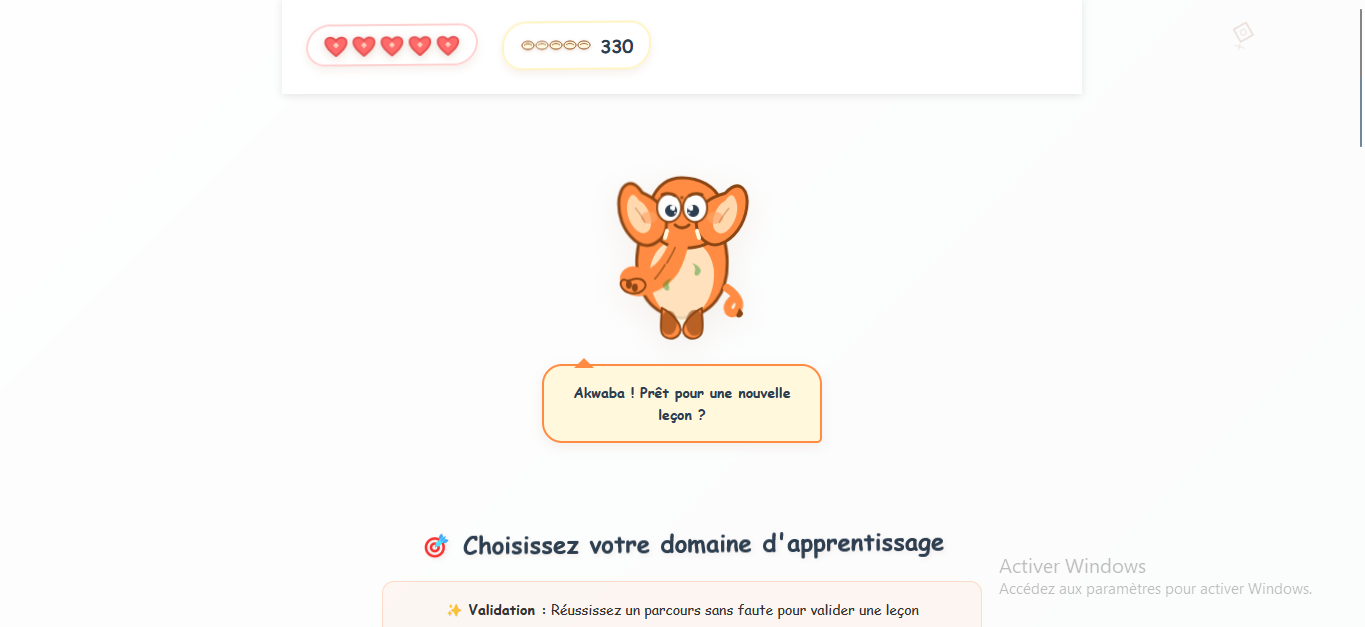 330
Akwaba ! Prêt pour une nouvelle
leçon ?
🎯 Choisissez votre domaine d'apprentissage
✨ Validation : Réussissez un parcours sans faute pour valider une leçon
Activer Windows
Accédez aux paramètres pour activer Windows.